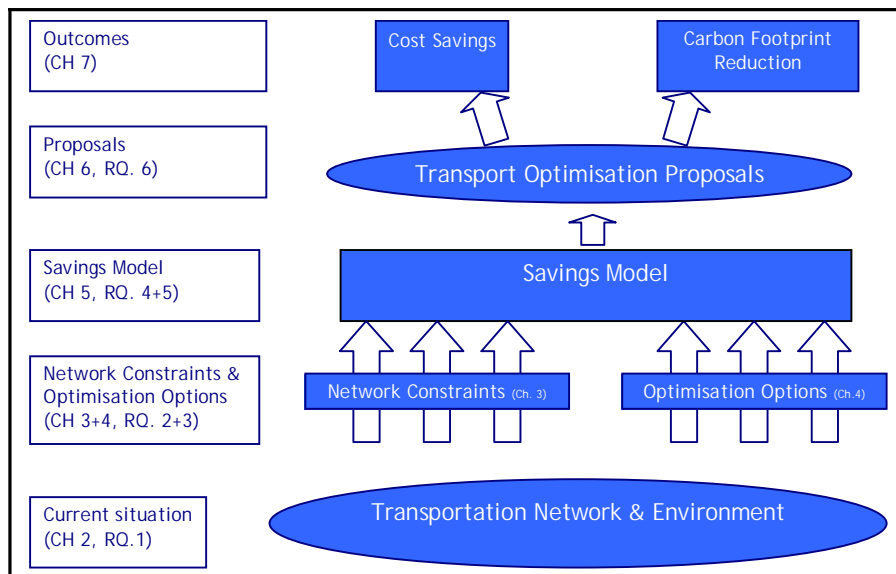 Outcomes
(CH 7)
Cost Savings
Carbon Footprint
Reduction
Proposals
(CH 6, RQ. 6)
Transport Optimisation Proposals
Savings Model
(CH 5, RQ. 4+5)
Savings Model
Network Constraints &
Optimisation Options
(CH 3+4, RQ. 2+3)
Network Constraints (Ch. 3)
Optimisation Options (Ch.4)
Current situation
(CH 2, RQ.1)
Transportation Network & Environment